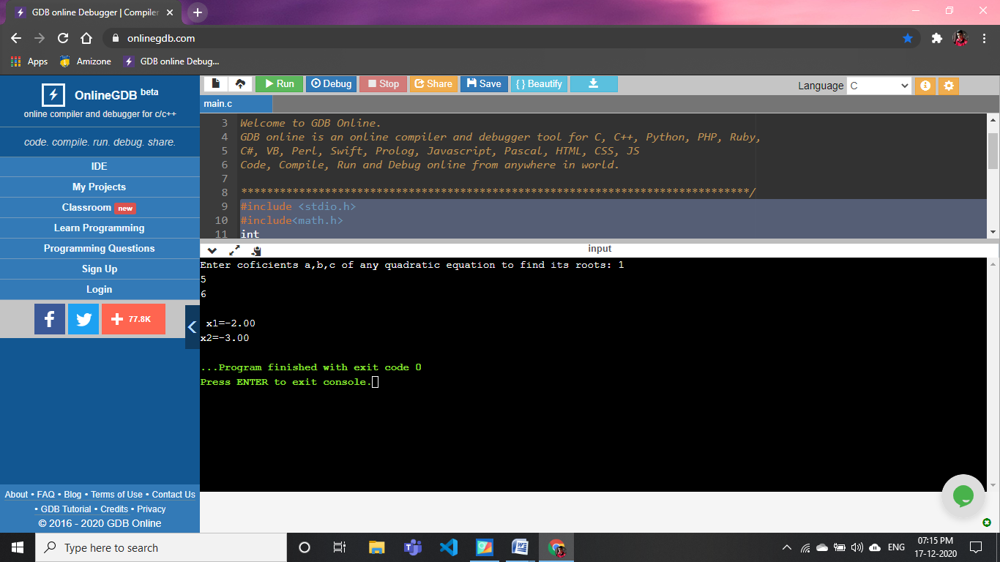 GDB online Debugger | Compiler
onlinegdb.com
Apps
Amizone
GDB online Debug...
OnlineGDB beta
online compiler and debugger for c/c++
code. compile. run. debug. share.
IDE
My Projects
Classroom new
Learn Programming
Programming Questions
Sign Up
Login
f
77.8K
About • FAQ • Blog • Terms of Use • Contact Us
• GDB Tutorial • Credits • Privacy
© 2016 - 2020 GDB Online
Run
Debug
Stop
Share
Save
{ } Beautify
Language C
main.c
3 Welcome to GDB Online.
4 GDB online is an online compiler and debugger tool for C, C++, Python, PHP, Ruby,
5 C#, VB, Perl, Swift, Prolog, Javascript, Pascal, HTML, CSS, JS
6 Code, Compile, Run and Debug online from anywhere in world.
7
8 *******************************************************************************/
9 #include <stdio.h>
10 #include<math.h>
11 int
input
Enter coficients a,b,c of any quadratic equation to find its roots: 1
5
6
x1=-2.00
x2=-3.00
...Program finished with exit code 0
Press ENTER to exit console.
Type here to search
ENG
07:15 PM
17-12-2020